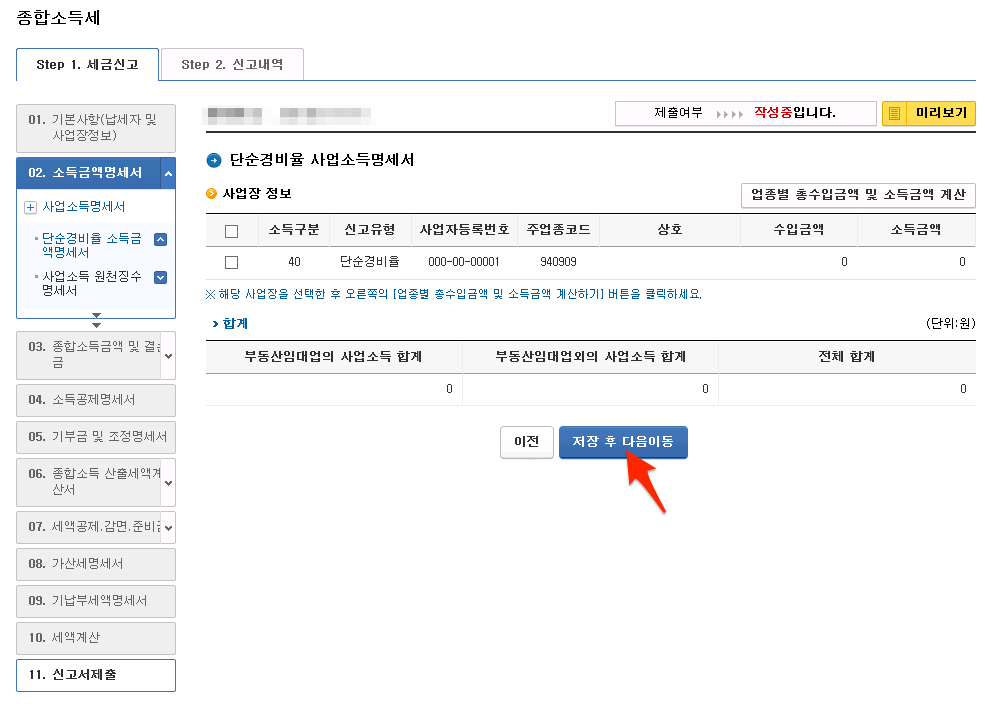 종합소득세
Step 1. 세금신고
Step 2. 신고내역
01. 기본사항(납세자 및
사업장정보)
02. 소득금액명세서
사업소득명세서
단순경비율 소득금
액명세서
사업소득 원천징수
명세서
03. 종합소득금액 및 결손
금
04. 소득공제명세서
05. 기부금 및 조정명세서
06. 종합소득 산출세액계
산서
07. 세액공제.감면.준비금
08. 가산세명세서
09. 기납부세액명세서
10. 세액계산
11. 신고서제출
제출여부 작성중입니다.
미리보기
단순경비율 사업소득명세서
사업장 정보
업종별 총수입금액 및 소득금액 계산
소득구분 신고유형 사업자등록번호 주업종코드 상호 수입금액 소득금액
40 단순경비율 000-00-00001 940909 0 0
※ 해당 사업장을 선택한 후 오른쪽의 [업종별 총수입금액 및 소득금액 계산하기] 버튼을 클릭하세요.
합계
(단위:원)
부동산임대업의 사업소득 합계 부동산임대업외의 사업소득 합계 전체 합계
0 0 0
이전
저장 후 다음이동